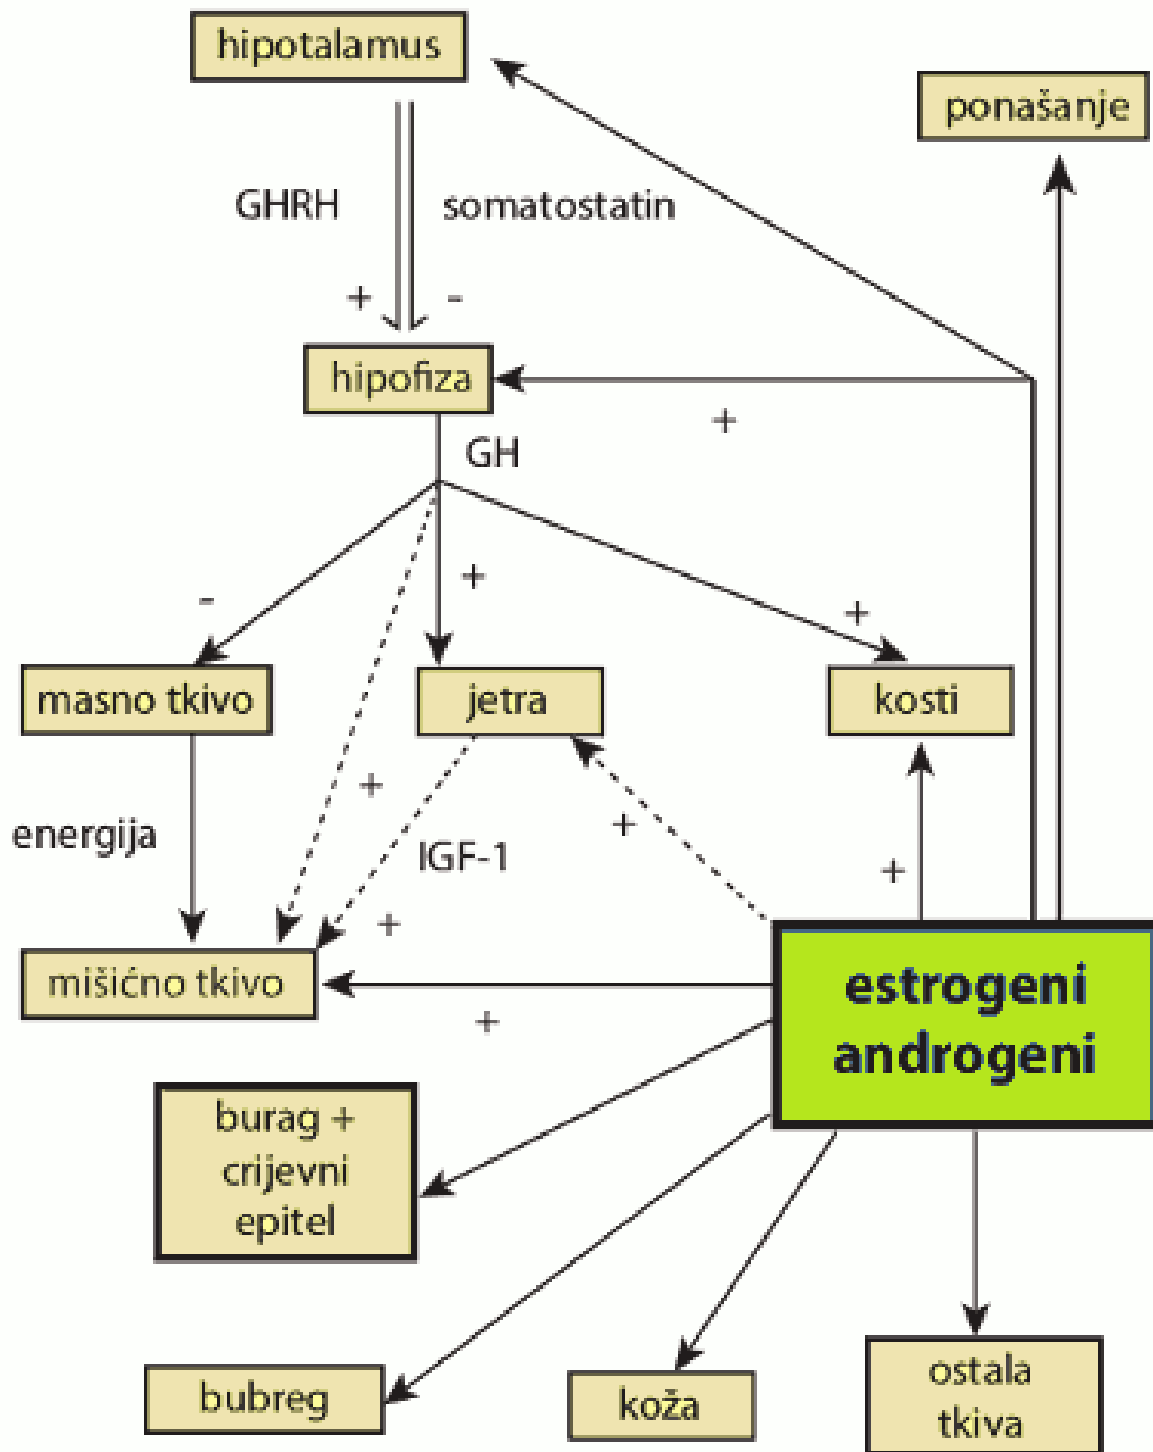 hipotalamus
ponašanje
GHRH
somatostatin
+
-
hipofiza
+
GH
+
-
+
masno tkivo
jetra
kosti
+
energija
+
IGF-1
+
+
mišićno tkivo
estrogeni
androgeni
+
burag +
crijevni
epitel
bubreg
koža
ostala
tkiva